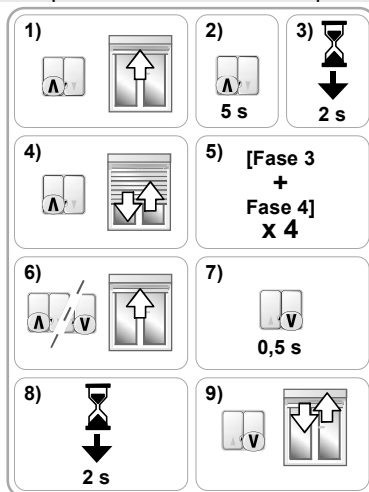 1)
2)
5 s
3)
2 s
4)
5)
[Fase 3
+
Fase 4]
x 4
6)
7)
0,5 s
8)
2 s
9)